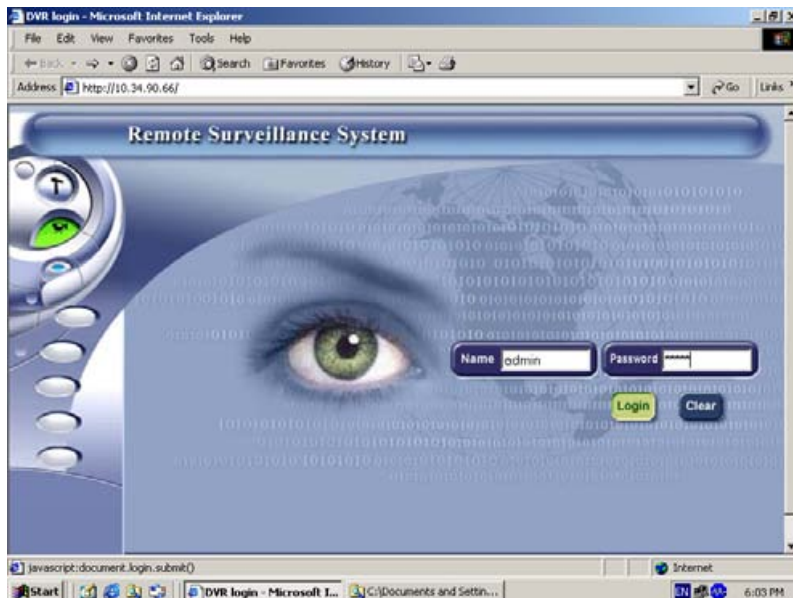 DVR login - Microsoft Internet Explorer
File Edit View Favorites Tools Help
Back Search Favorites History
Address http://10.34.90.66/ Go Links
Remote Surveillance System
Name admin Password *****
Login Clear
javascript:document.login.submit() Internet
Start DVR login - Microsoft I... C:\Documents and Settin... EN 6:03 PM